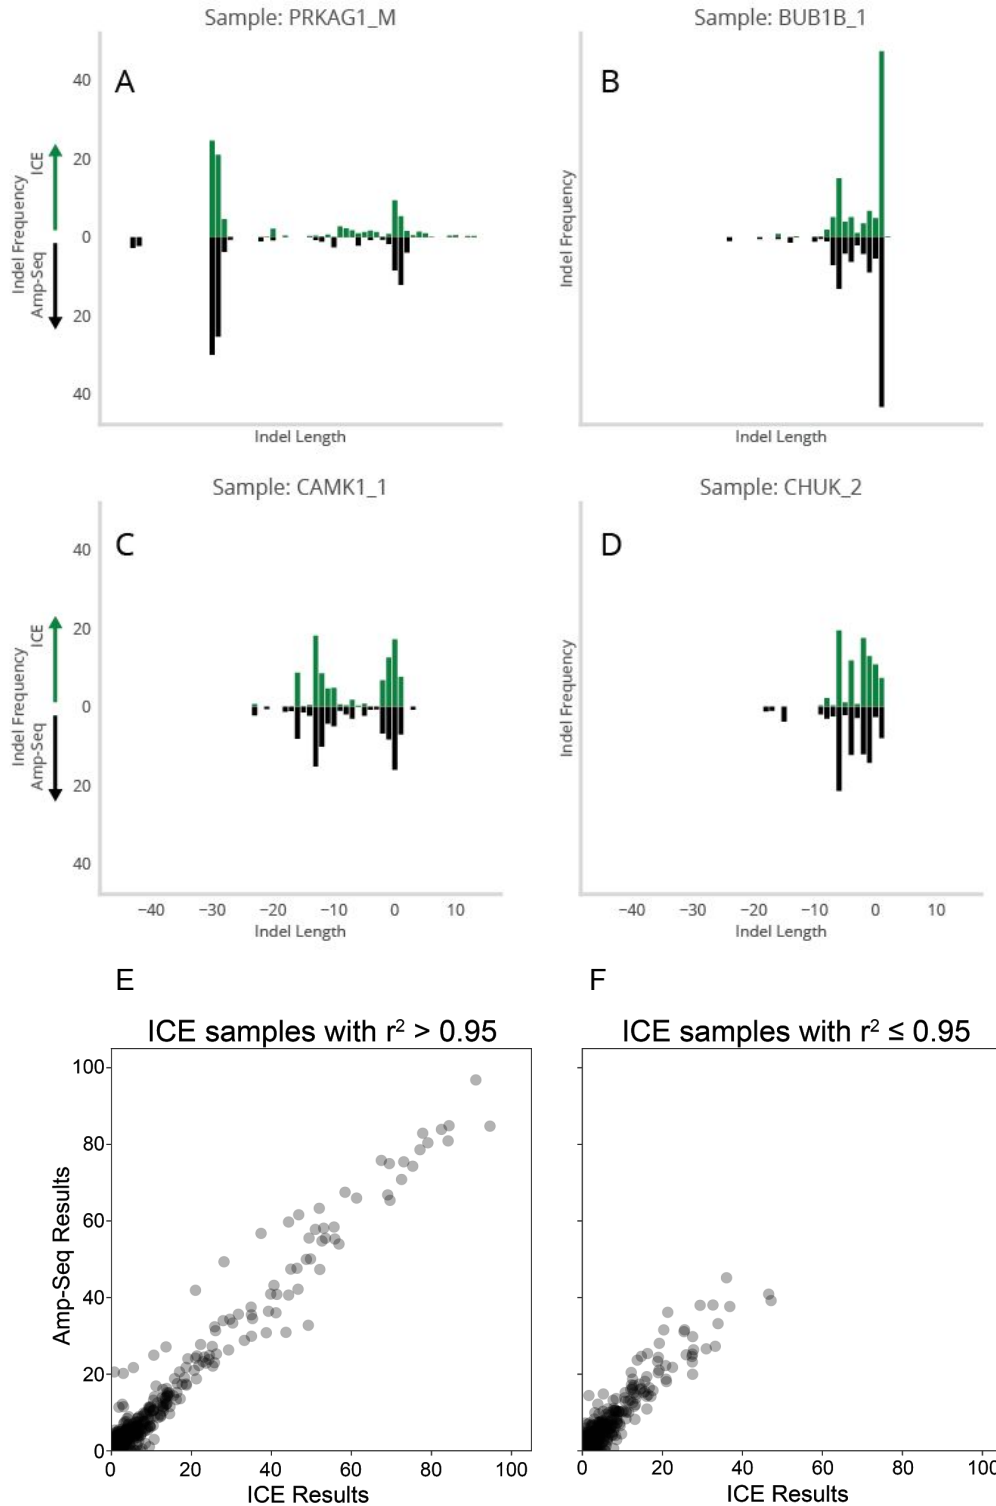 Sample: PRKAG1_M
Sample: BUB1B_1
A
B
40
20
0
20
40
Indel Frequency
ICE
Amp-Seq
Indel Frequency
Indel Length
Indel Length
Sample: CAMK1_1
Sample: CHUK_2
C
D
40
20
0
20
40
Indel Frequency
ICE
Amp-Seq
Indel Frequency
−40 −30 −20 −10 0 10
−40 −30 −20 −10 0 10
Indel Length
Indel Length
E
F
ICE samples with r² > 0.95
ICE samples with r² ≤ 0.95
100
80
60
40
20
0
Amp-Seq Results
0 20 40 60 80 100
0 20 40 60 80 100
ICE Results
ICE Results